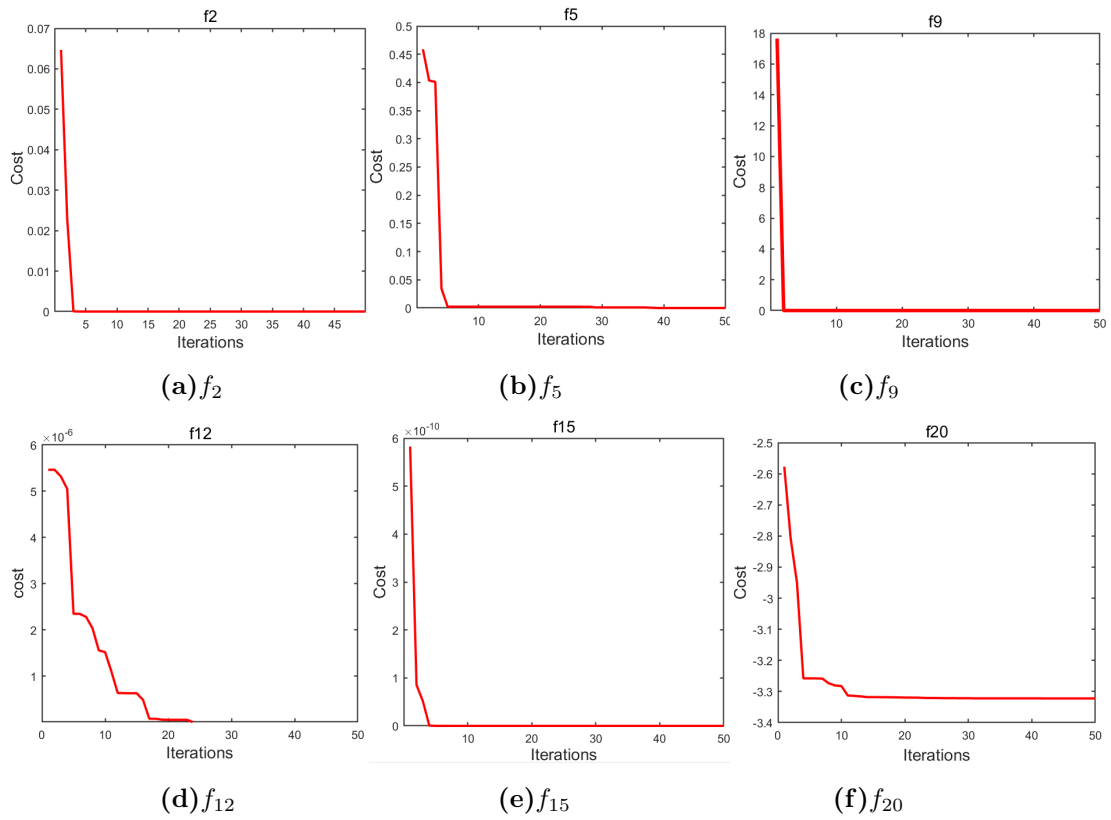 f2
0.07
0.06
0.05
0.04
0.03
0.02
0.01
0
Cost
5 10 15 20 25 30 35 40 45
Iterations
(a) f2
f5
0.5
0.45
0.4
0.35
0.3
0.25
0.2
0.15
0.1
0.05
0
Cost
10 20 30 40 50
Iterations
(b) f5
f9
18
16
14
12
10
8
6
4
2
0
Cost
10 20 30 40 50
Iterations
(c) f9
f12
×10-6
6
5
4
3
2
1
cost
0 10 20 30 40 50
Iterations
(d) f12
f15
×10-10
6
5
4
3
2
1
0
Cost
10 20 30 40 50
Iterations
(e) f15
f20
-2.5
-2.6
-2.7
-2.8
-2.9
-3
-3.1
-3.2
-3.3
-3.4
Cost
0 10 20 30 40 50
Iterations
(f) f20